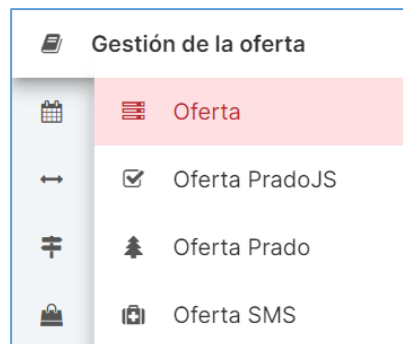 Gestión de la oferta
Oferta
Oferta PradoJS
Oferta Prado
Oferta SMS